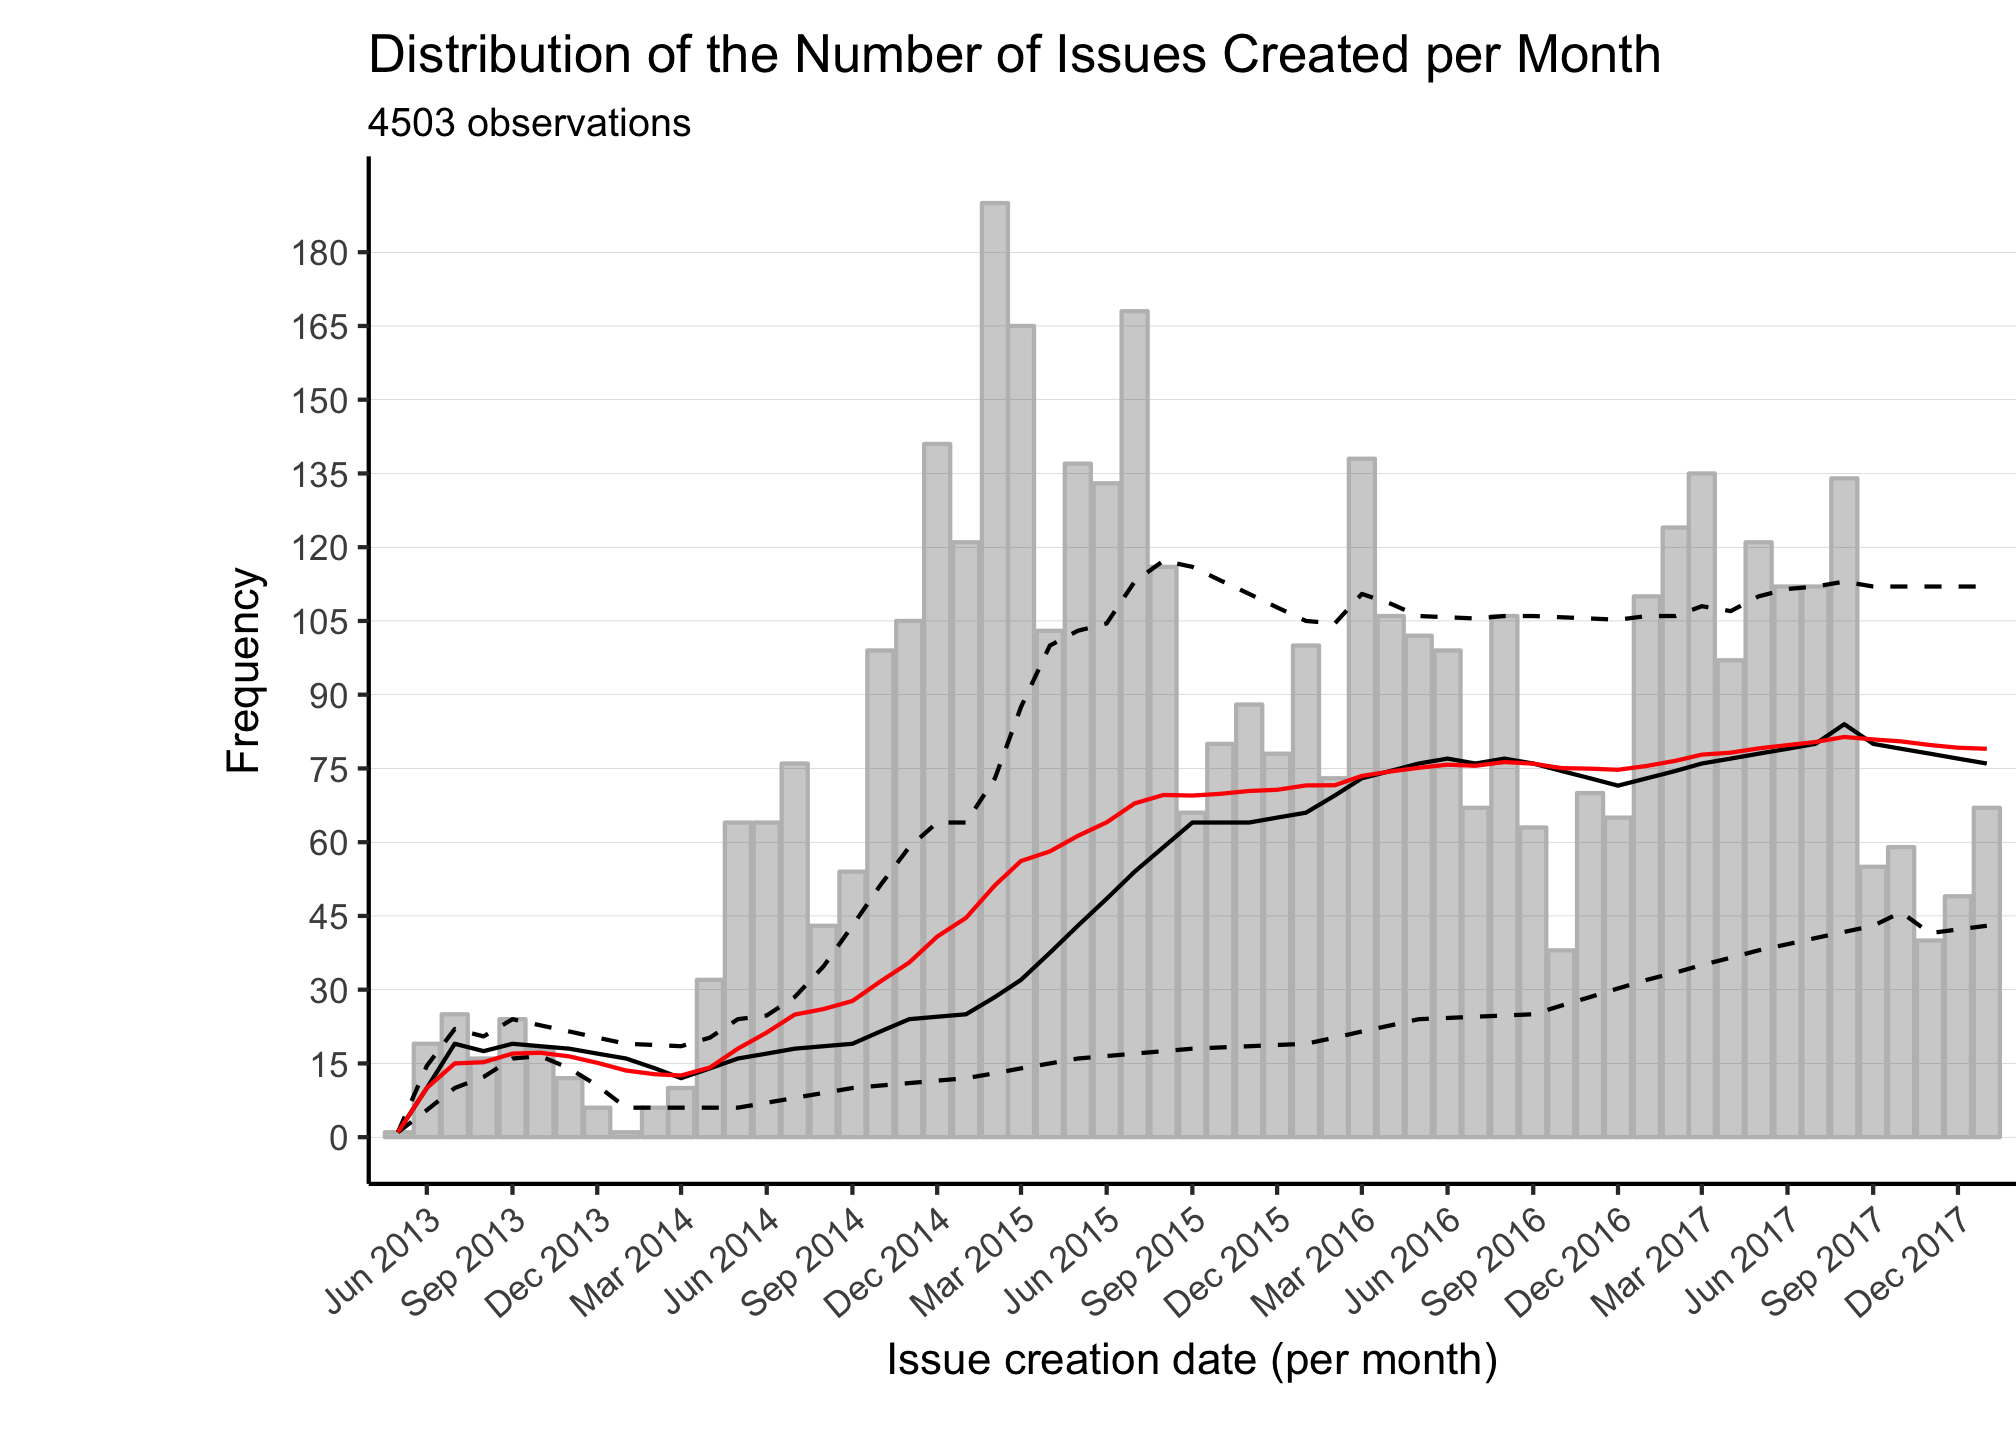 Distribution of the Number of Issues Created per Month
4503 observations
Frequency
180
165
150
135
120
105
90
75
60
45
30
15
0
Jun 2013
Sep 2013
Dec 2013
Mar 2014
Jun 2014
Sep 2014
Dec 2014
Mar 2015
Jun 2015
Sep 2015
Dec 2015
Mar 2016
Jun 2016
Sep 2016
Dec 2016
Mar 2017
Jun 2017
Sep 2017
Dec 2017
Issue creation date (per month)